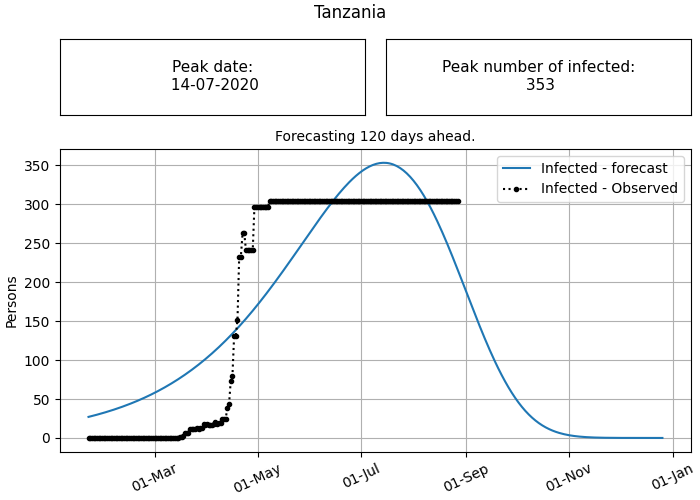 Tanzania
Peak date:
14-07-2020
Peak number of infected:
353
Forecasting 120 days ahead.
Infected - forecast
Infected - Observed
Persons
350
300
250
200
150
100
50
0
01-Mar
01-May
01-Jul
01-Sep
01-Nov
01-Jan